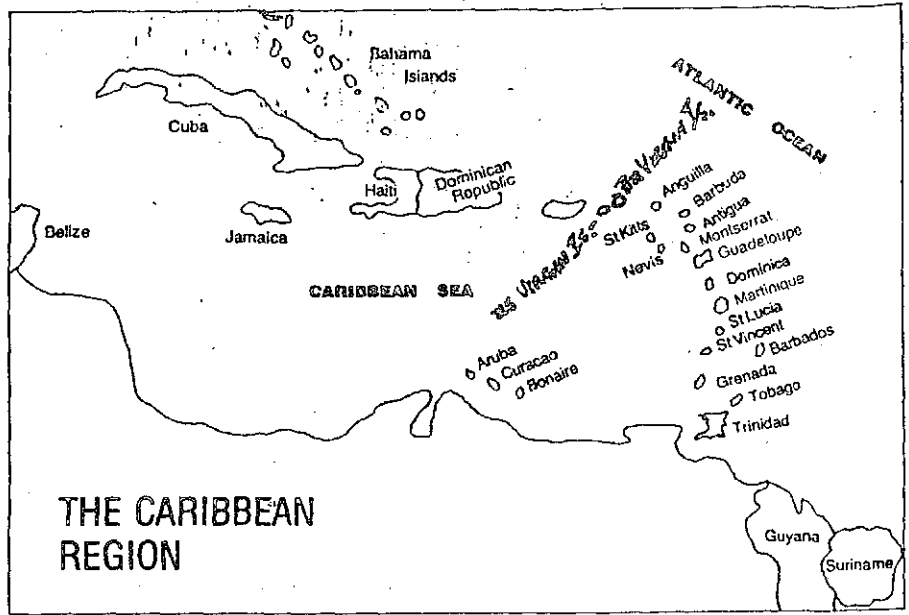 Bahama
Islands
ATLANTIC OCEAN
Cuba
Haiti
Dominican
Republic
Anguilla
Barbuda
Antigua
Montserrat
Guadeloupe
St Kitts
Nevis
Belize
Jamaica
Dominica
CARIBBEAN SEA
Martinique
St Lucia
St Vincent
Barbados
Aruba
Curacao
Bonaire
Grenada
Tobago
Trinidad
THE CARIBBEAN
REGION
Guyana
Suriname